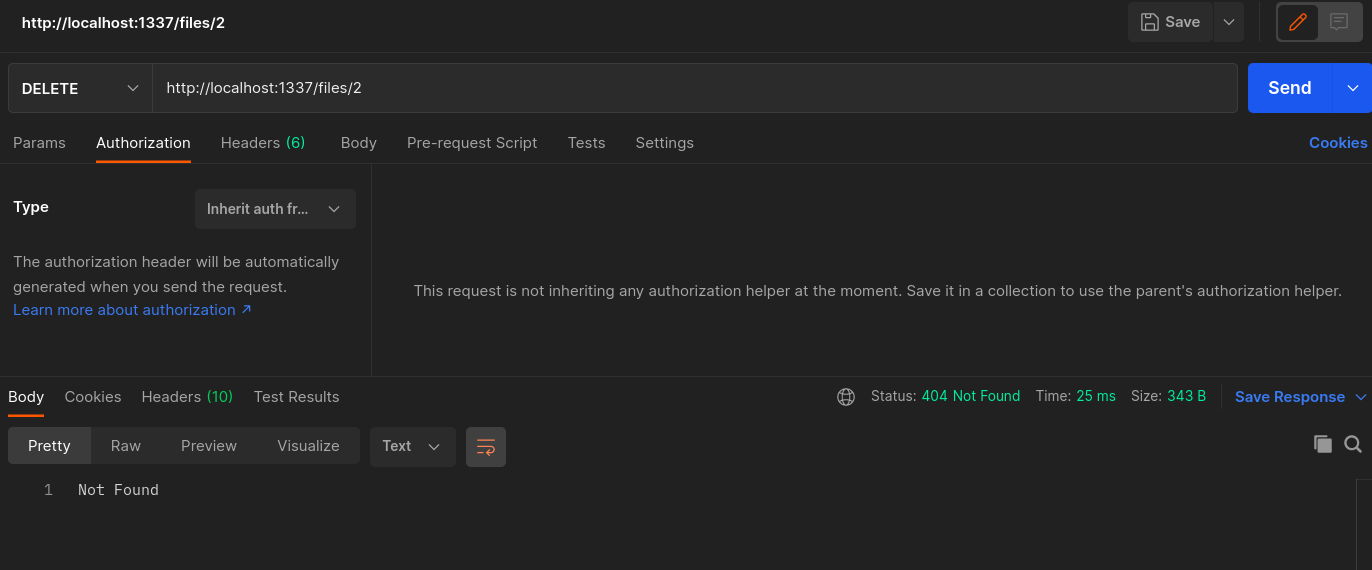 http://localhost:1337/files/2
Save
DELETE
http://localhost:1337/files/2
Send
Params Authorization Headers (6) Body Pre-request Script Tests Settings Cookies
Type
Inherit auth fr...
The authorization header will be automatically
generated when you send the request.
Learn more about authorization ↗
This request is not inheriting any authorization helper at the moment. Save it in a collection to use the parent's authorization helper.
Body Cookies Headers (10) Test Results Status: 404 Not Found Time: 25 ms Size: 343 B Save Response
Pretty Raw Preview Visualize Text
1 Not Found